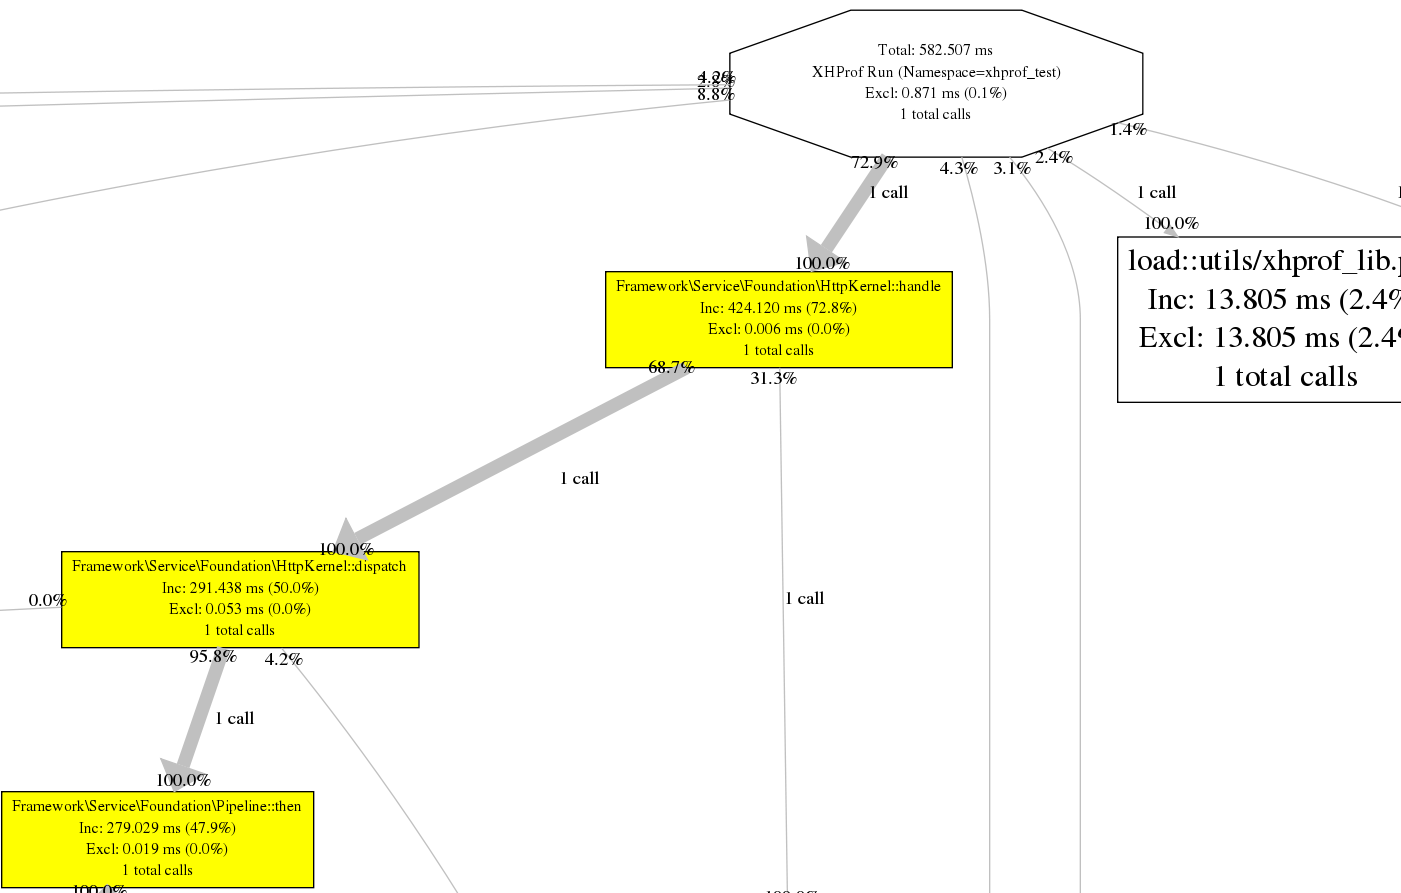 Total: 582.507 ms
XHProf Run (Namespace=xhprof_test)
Excl: 0.871 ms (0.1%)
1 total calls
4.2%
8.8%
72.9%
4.3%
3.1%
2.4%
1.4%
1 call
1 call
100.0%
100.0%
load::utils/xhprof_lib.
Inc: 13.805 ms (2.4%
Excl: 13.805 ms (2.4
1 total calls
Framework\Service\Foundation\HttpKernel::handle
Inc: 424.120 ms (72.8%)
Excl: 0.006 ms (0.0%)
1 total calls
68.7%
31.3%
1 call
1 call
100.0%
Framework\Service\Foundation\HttpKernel::dispatch
Inc: 291.438 ms (50.0%)
Excl: 0.053 ms (0.0%)
1 total calls
0.0%
95.8%
4.2%
1 call
100.0%
Framework\Service\Foundation\Pipeline::then
Inc: 279.029 ms (47.9%)
Excl: 0.019 ms (0.0%)
1 total calls
100.0%